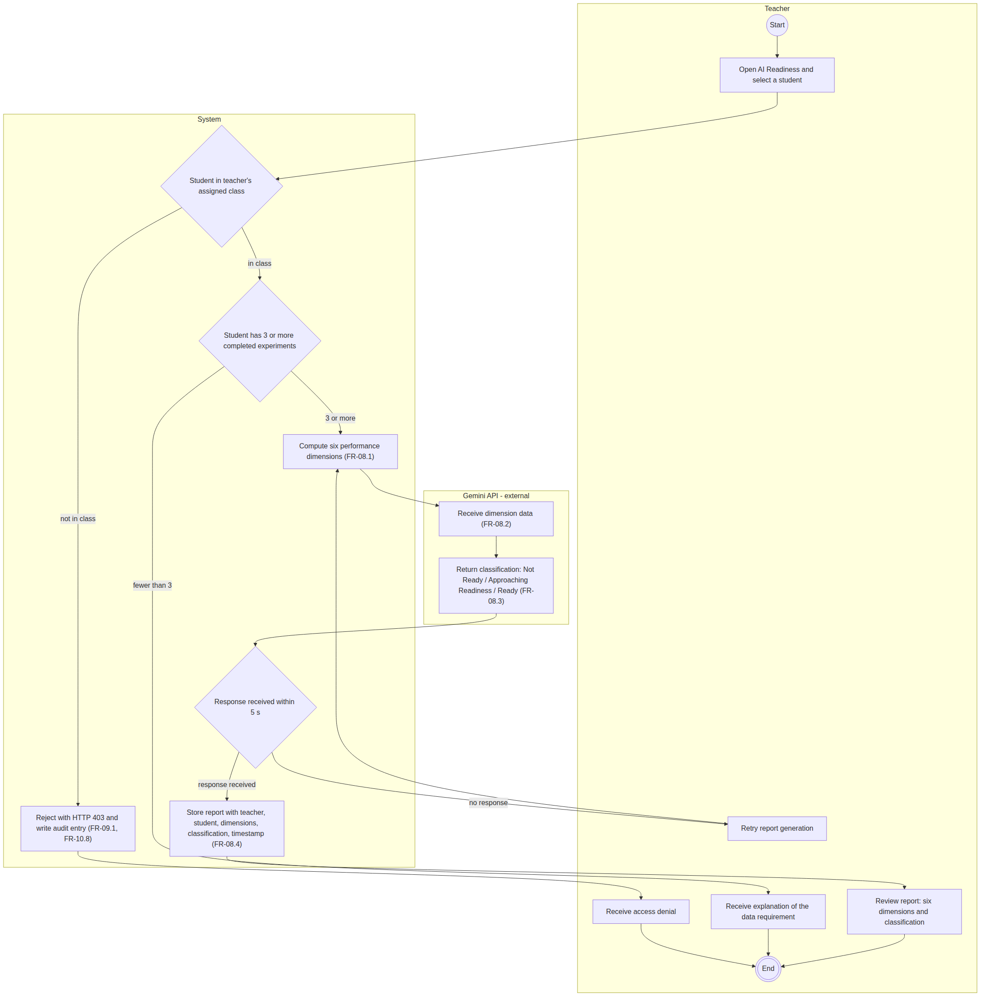 Teacher
Start
Open AI Readiness and
select a student
System
Student in teacher's
assigned class
in class
Student has 3 or more
completed experiments
3 or more
Compute six performance
dimensions (FR-08.1)
Gemini API - external
Receive dimension data
(FR-08.2)
not in class
Return classification: Not
Ready / Approaching
Readiness / Ready (FR-
08.3)
fewer than 3
Response received within
5 s
response received
no response
Reject with HTTP 403 and
write audit entry (FR-09.1,
FR-10.8)
Store report with teacher,
student, dimensions,
classification, timestamp
(FR-08.4)
Retry report generation
Receive access denial
Receive explanation of the
data requirement
Review report: six
dimensions and
classification
End